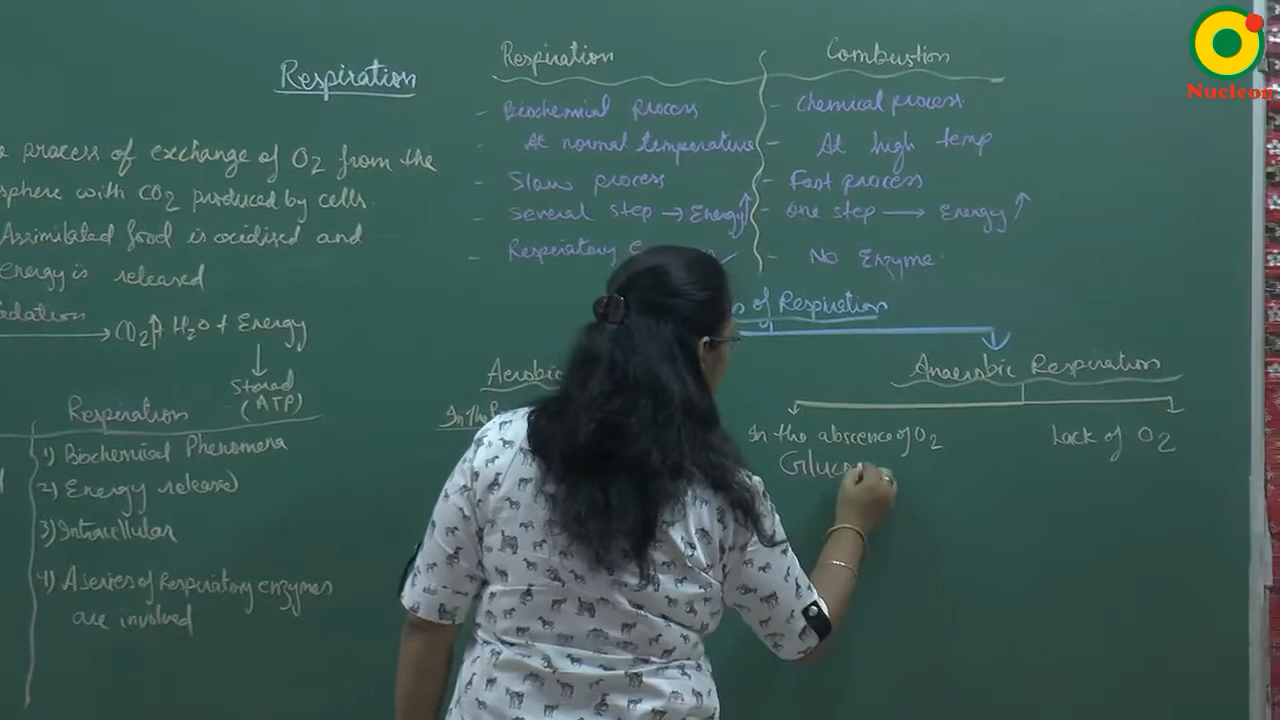 Respiration
process of exchange of O2 from the
sphere with CO2 produced by cells.
Assimilated food is oxidised and
Energy is released
CO2↑ + H2O + Energy
Stored
(ATP)
Respiration
1) Biochemical Phenomena
2) Energy released
3) Intracellular
4) A series of Respiratory enzymes
are involved
Respiration
- Biochemical process
At normal temperature
- Slow process
- Several step → Energy↑
- Respiratory
Combustion
- Chemical process
- At high temp
- Fast process
- One step → Energy↑
- No Enzyme
of Respiration
Aerobic
In the
Anaerobic Respiration
In the abscence of O2
Gluco
Lack of O2
Nucleon